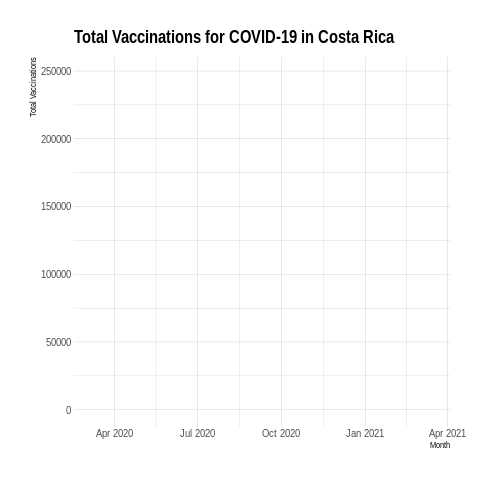 Total Vaccinations for COVID-19 in Costa Rica
Total Vaccinations
250000
200000
150000
100000
50000
0
Apr 2020 Jul 2020 Oct 2020 Jan 2021 Apr 2021
Month